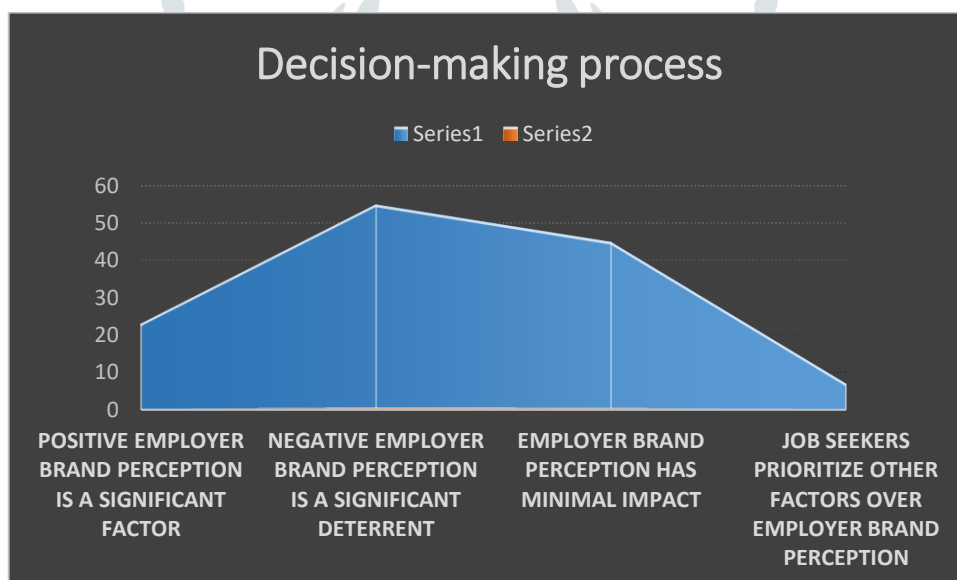 Decision-making process
Series1 Series2
60
50
40
30
20
10
0
POSITIVE EMPLOYER
BRAND PERCEPTION
IS A SIGNIFICANT
FACTOR
NEGATIVE EMPLOYER
BRAND PERCEPTION
IS A SIGNIFICANT
DETERRENT
EMPLOYER BRAND
PERCEPTION HAS
MINIMAL IMPACT
JOB SEEKERS
PRIORITIZE OTHER
FACTORS OVER
EMPLOYER BRAND
PERCEPTION